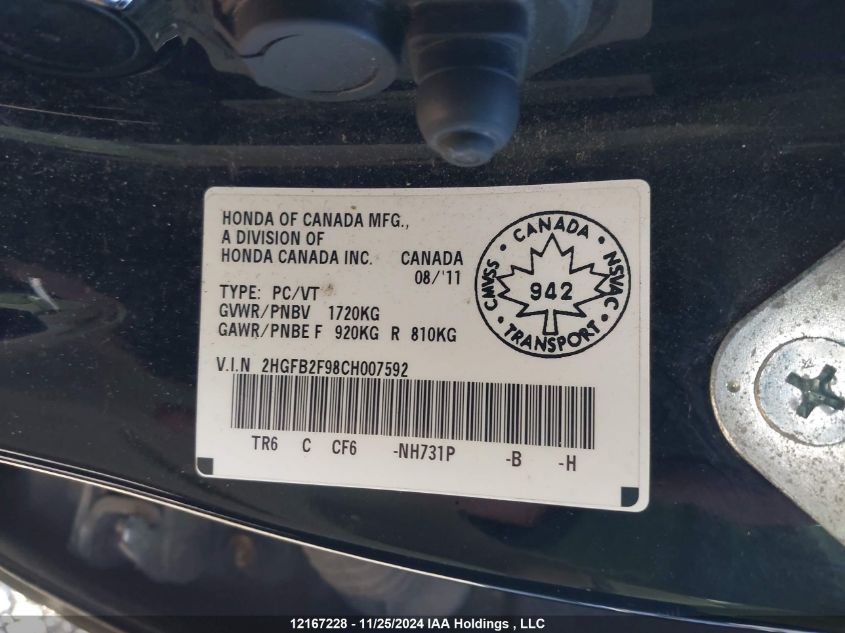 HONDA OF CANADA MFG.,
A DIVISION OF
HONDA CANADA INC. CANADA
08/'11
TYPE: PC/VT
GVWR/PNBV 1720KG
GAWR/PNBE F 920KG R 810KG
V.I.N 2HGFB2F98CH007592
TR6 C CF6 -NH731P -B -H
CANADA
CMVSS
942
NSVAC
TRANSPORT
12167228 - 11/25/2024 IAA Holdings , LLC